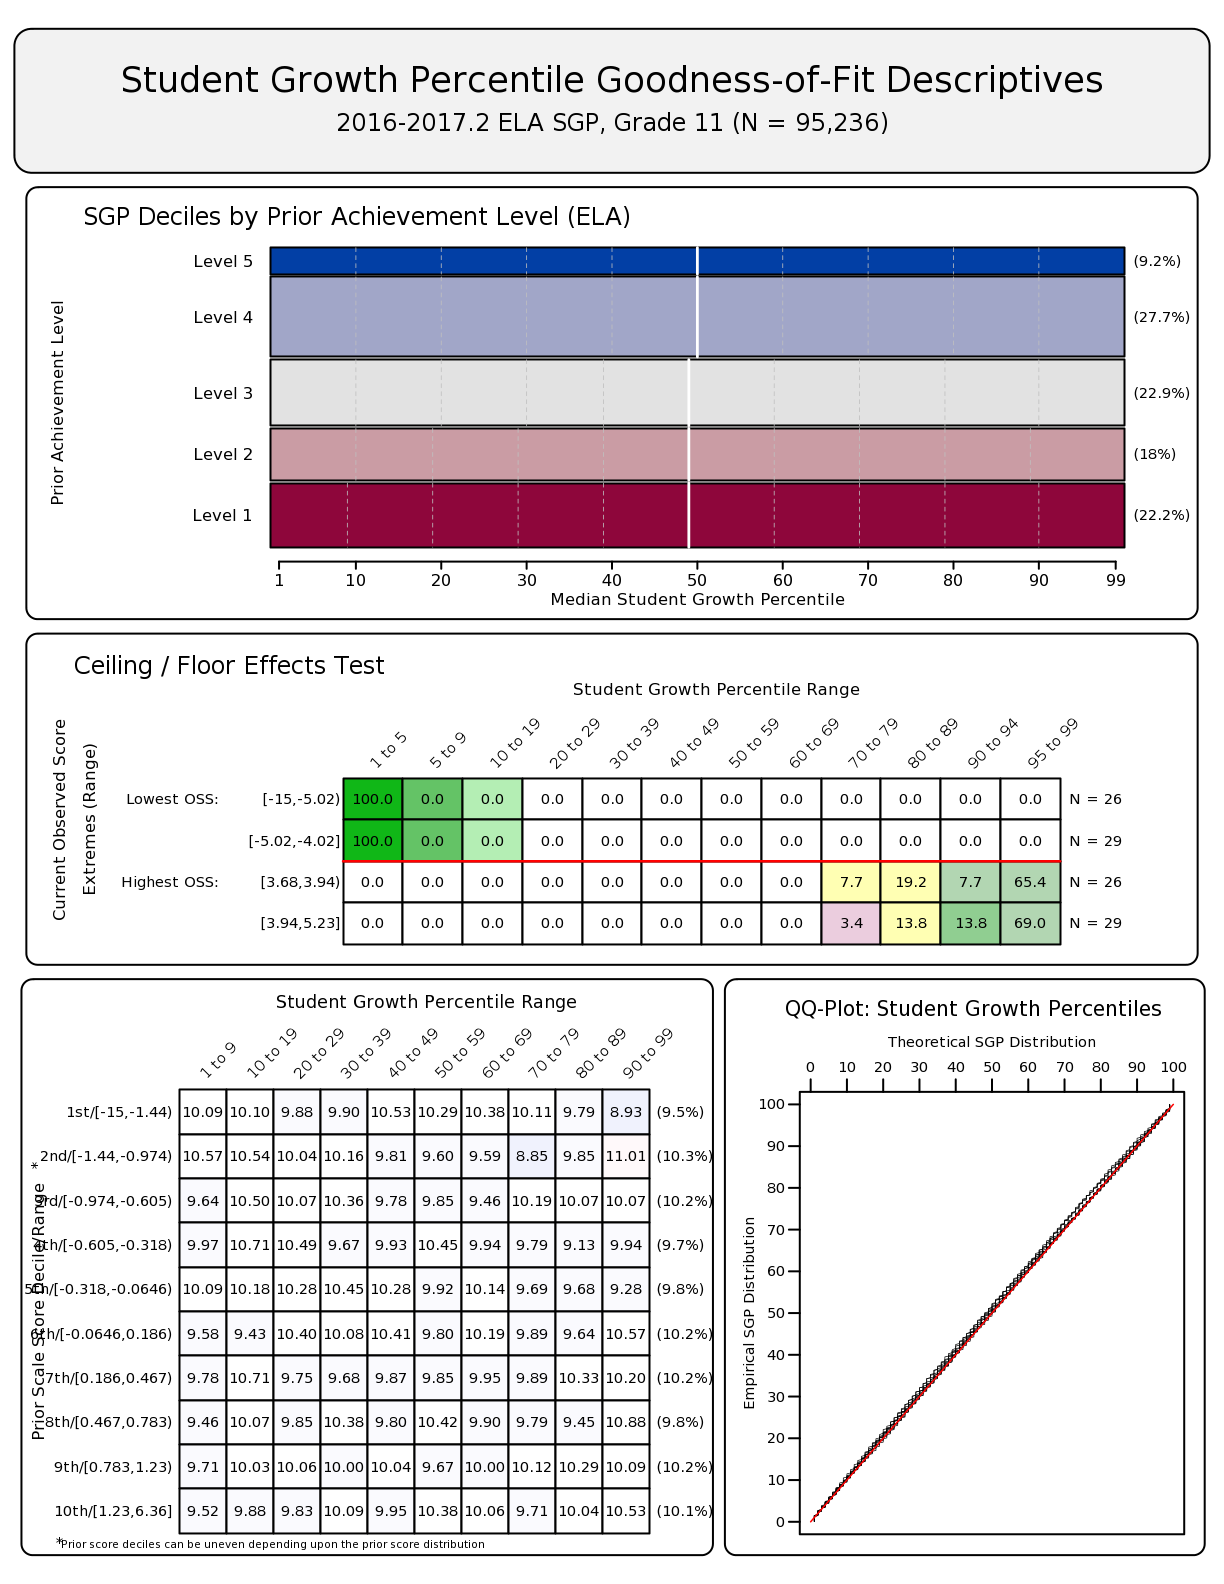 Student Growth Percentile Goodness-of-Fit Descriptives
2016-2017.2 ELA SGP, Grade 11 (N = 95,236)
SGP Deciles by Prior Achievement Level (ELA)
Prior Achievement Level
Level 5 (9.2%)
Level 4 (27.7%)
Level 3 (22.9%)
Level 2 (18%)
Level 1 (22.2%)
1 10 20 30 40 50 60 70 80 90 99
Median Student Growth Percentile
Ceiling / Floor Effects Test
Student Growth Percentile Range
Current Observed Score
Extremes (Range)
1 to 5 5 to 9 10 to 19 20 to 29 30 to 39 40 to 49 50 to 59 60 to 69 70 to 79 80 to 89 90 to 94 95 to 99
Lowest OSS: [-15,-5.02) 100.0 0.0 0.0 0.0 0.0 0.0 0.0 0.0 0.0 0.0 0.0 0.0 N = 26
[-5.02,-4.02] 100.0 0.0 0.0 0.0 0.0 0.0 0.0 0.0 0.0 0.0 0.0 0.0 N = 29
Highest OSS: [3.68,3.94) 0.0 0.0 0.0 0.0 0.0 0.0 0.0 0.0 7.7 19.2 7.7 65.4 N = 26
[3.94,5.23] 0.0 0.0 0.0 0.0 0.0 0.0 0.0 0.0 3.4 13.8 13.8 69.0 N = 29
Student Growth Percentile Range
Prior Scale Score Decile/Range *
1 to 9 10 to 19 20 to 29 30 to 39 40 to 49 50 to 59 60 to 69 70 to 79 80 to 89 90 to 99
1st/[-15,-1.44) 10.09 10.10 9.88 9.90 10.53 10.29 10.38 10.11 9.79 8.93 (9.5%)
2nd/[-1.44,-0.974) 10.57 10.54 10.04 10.16 9.81 9.60 9.59 8.85 9.85 11.01 (10.3%)
3rd/[-0.974,-0.605) 9.64 10.50 10.07 10.36 9.78 9.85 9.46 10.19 10.07 10.07 (10.2%)
4th/[-0.605,-0.318) 9.97 10.71 10.49 9.67 9.93 10.45 9.94 9.79 9.13 9.94 (9.7%)
5th/[-0.318,-0.0646) 10.09 10.18 10.28 10.45 10.28 9.92 10.14 9.69 9.68 9.28 (9.8%)
6th/[-0.0646,0.186) 9.58 9.43 10.40 10.08 10.41 9.80 10.19 9.89 9.64 10.57 (10.2%)
7th/[0.186,0.467) 9.78 10.71 9.75 9.68 9.87 9.85 9.95 9.89 10.33 10.20 (10.2%)
8th/[0.467,0.783) 9.46 10.07 9.85 10.38 9.80 10.42 9.90 9.79 9.45 10.88 (9.8%)
9th/[0.783,1.23) 9.71 10.03 10.06 10.00 10.04 9.67 10.00 10.12 10.29 10.09 (10.2%)
10th/[1.23,6.36] 9.52 9.88 9.83 10.09 9.95 10.38 10.06 9.71 10.04 10.53 (10.1%)
*Prior score deciles can be uneven depending upon the prior score distribution
QQ-Plot: Student Growth Percentiles
Theoretical SGP Distribution
0 10 20 30 40 50 60 70 80 90 100
Empirical SGP Distribution
100
90
80
70
60
50
40
30
20
10
0